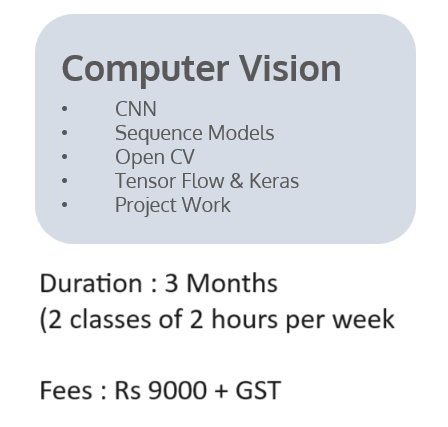 Computer Vision
• CNN
• Sequence Models
• Open CV
• Tensor Flow & Keras
• Project Work
Duration : 3 Months
(2 classes of 2 hours per week
Fees : Rs 9000 + GST